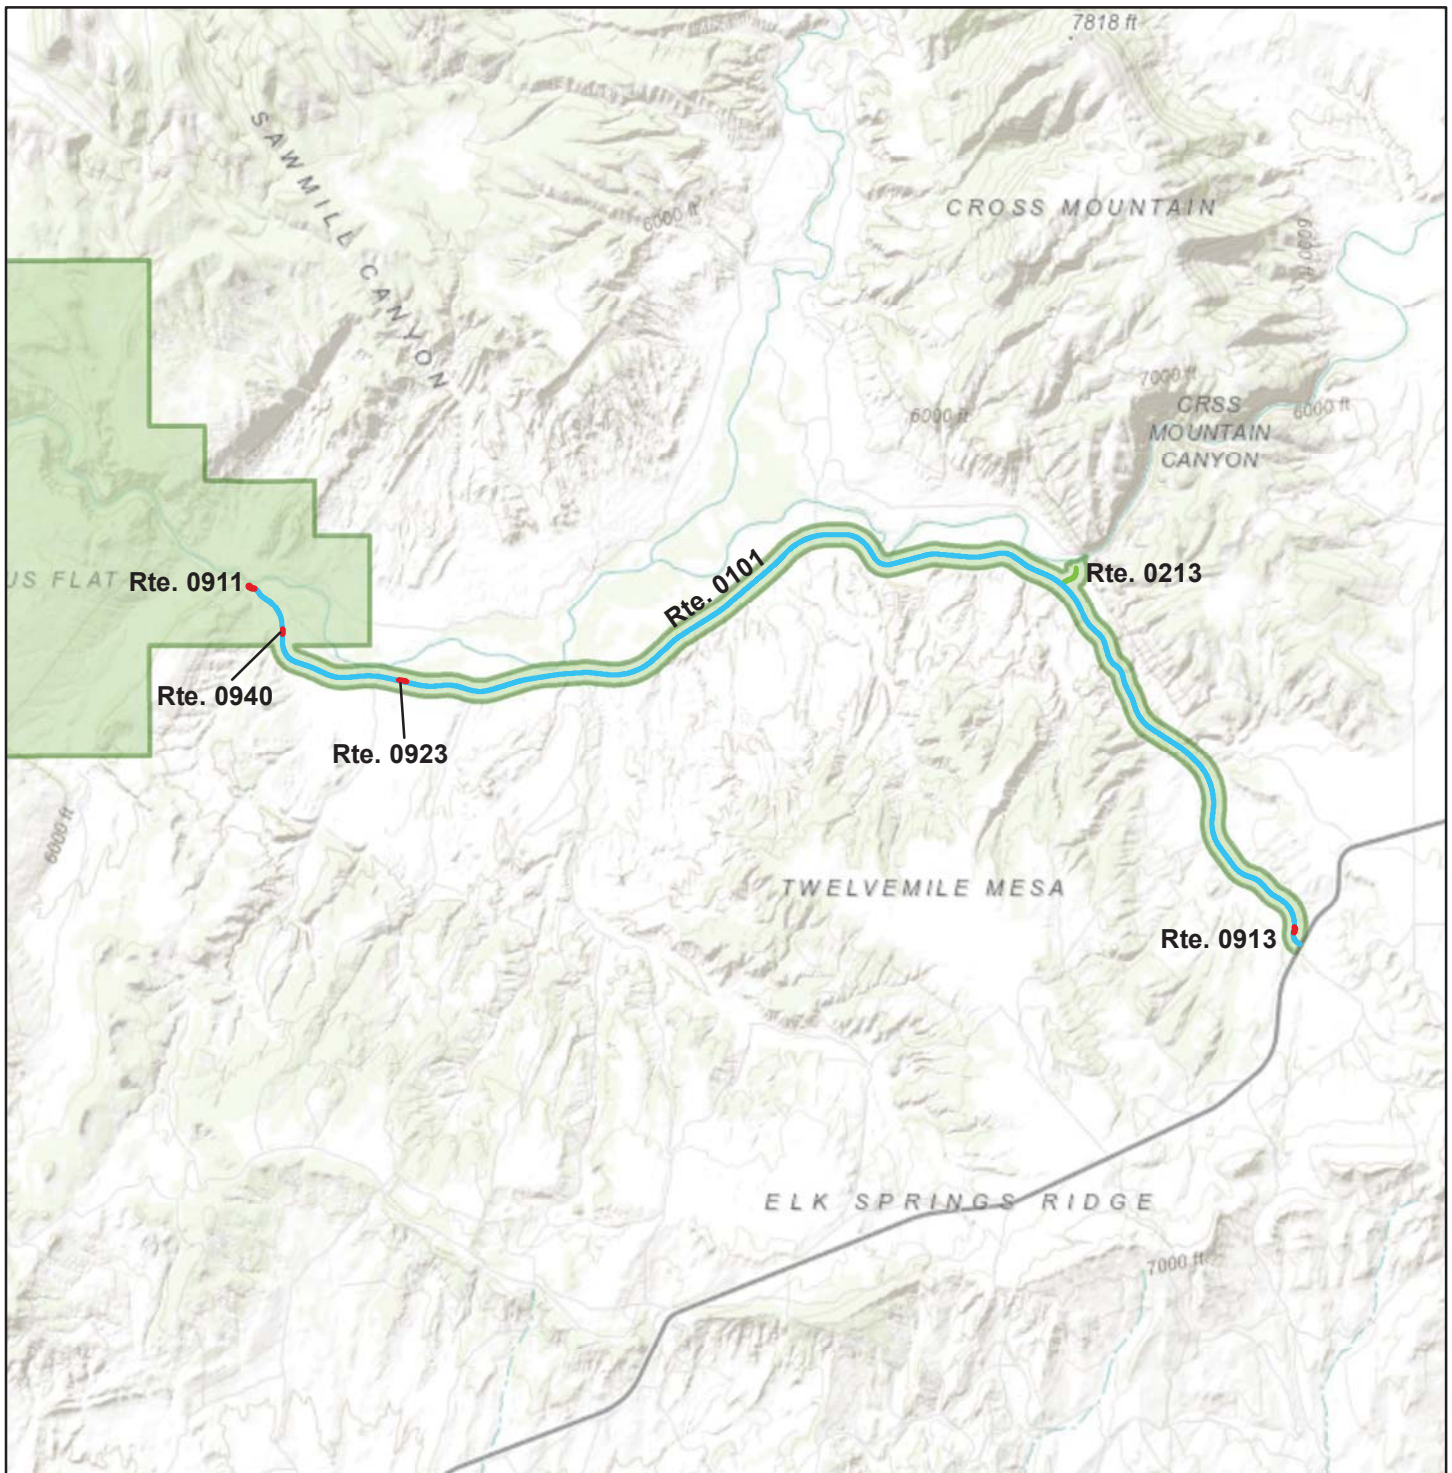 7818 ft
SAWMILL CANYON
6000 ft
CROSS MOUNTAIN
6000 ft
7000 ft
CRSS
MOUNTAIN
CANYON
6000 ft
6000 ft
US FLAT
Rte. 0911
Rte. 0101
Rte. 0213
Rte. 0940
Rte. 0923
6000 ft
TWELVEMILE MESA
Rte. 0913
ELK SPRINGS RIDGE
7000 ft